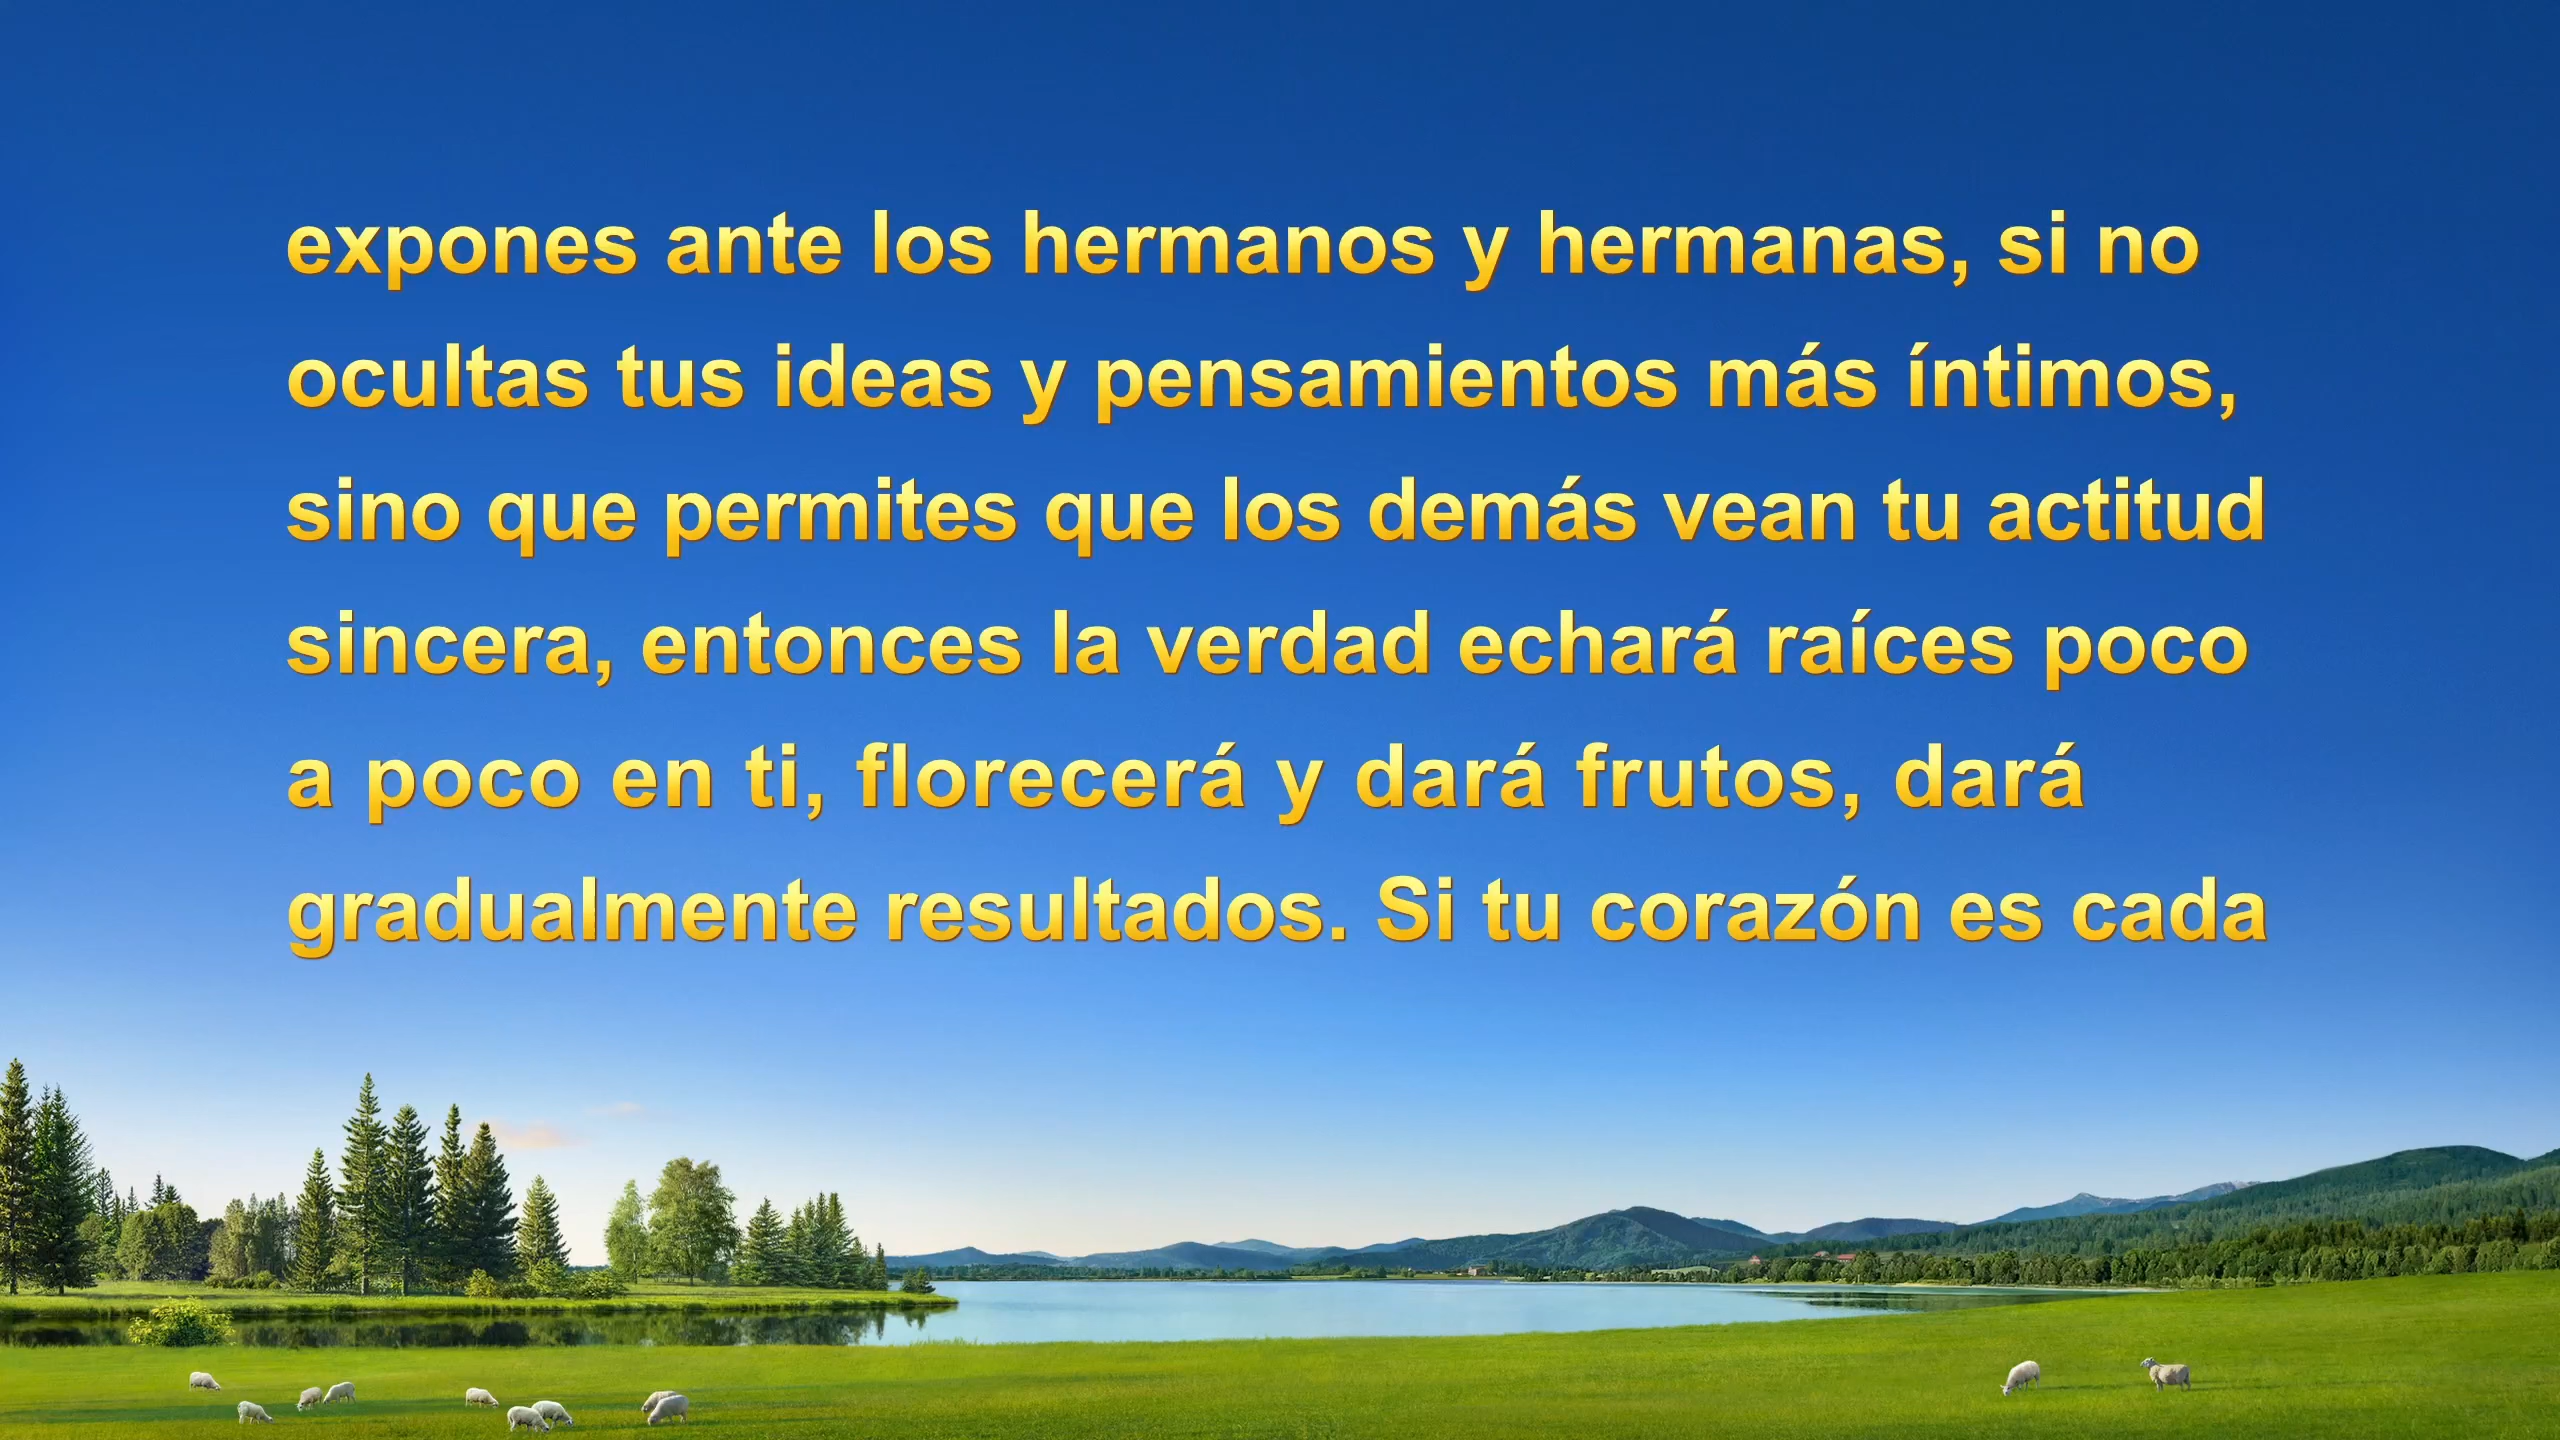 expones ante los hermanos y hermanas, si no
ocultas tus ideas y pensamientos más íntimos,
sino que permites que los demás vean tu actitud
sincera, entonces la verdad echará raíces poco
a poco en ti, florecerá y dará frutos, dará
gradualmente resultados. Si tu corazón es cada